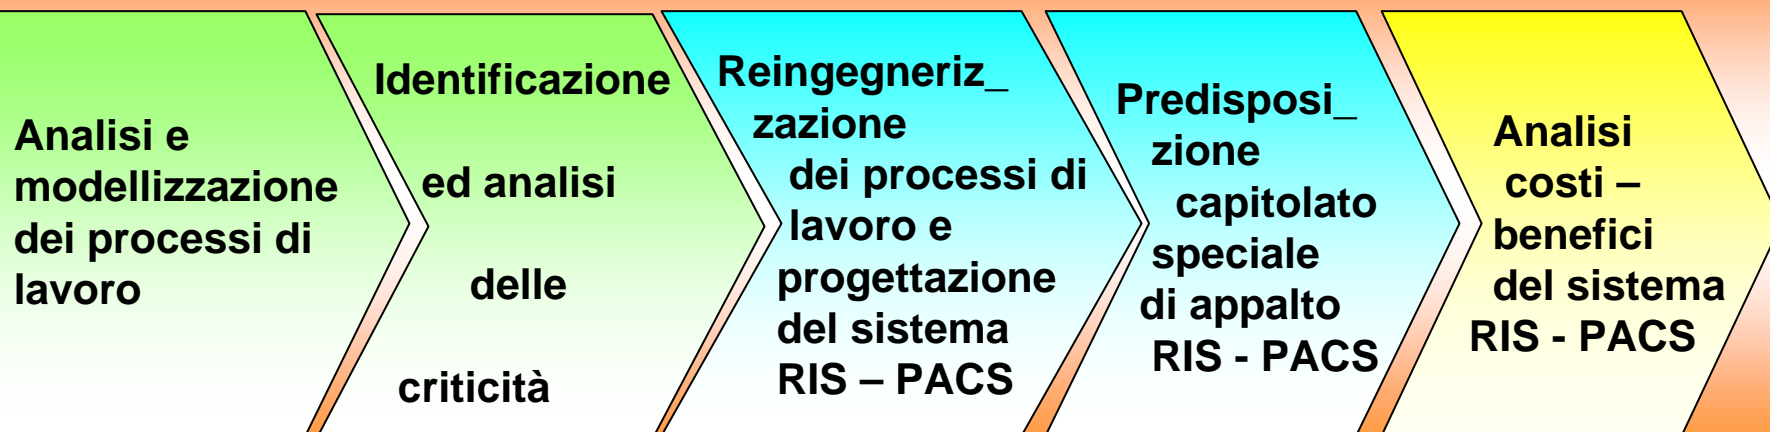 Analisi e
modellizzazione
dei processi di
lavoro
Identificazione
ed analisi
delle
criticità
Reingegneriz_
zazione
dei processi di
lavoro e
progettazione
del sistema
RIS – PACS
Predisposi_
zione
capitolato
speciale
di appalto
RIS - PACS
Analisi
costi –
benefici
del sistema
RIS - PACS